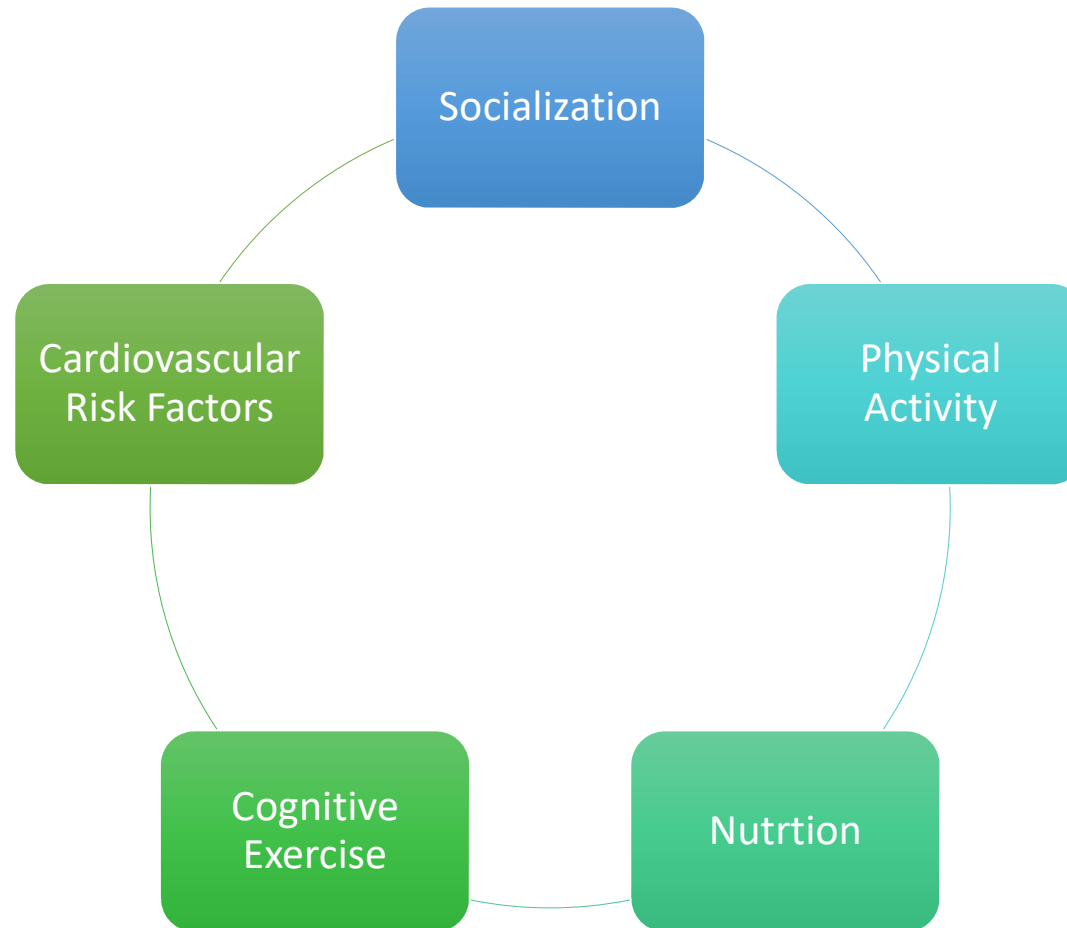 Socialization
Physical
Activity
Nutrtion
Cognitive
Exercise
Cardiovascular
Risk Factors